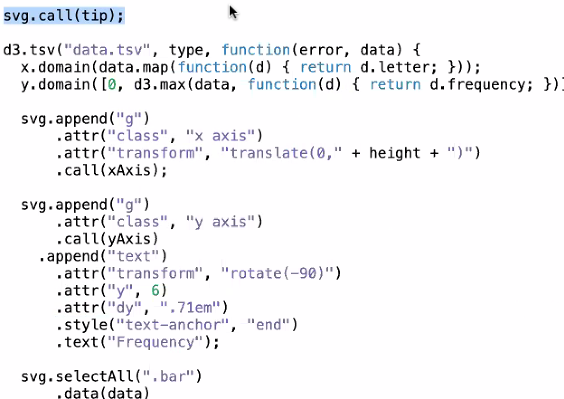 svg.call(tip);
d3.tsv("data.tsv", type, function(error, data) {
x.domain(data.map(function(d) { return d.letter; }));
y.domain([0, d3.max(data, function(d) { return d.frequency; })]
svg.append("g")
.attr("class", "x axis")
.attr("transform", "translate(0," + height + ")")
.call(xAxis);
svg.append("g")
.attr("class", "y axis")
.call(yAxis)
.append("text")
.attr("transform", "rotate(-90)")
.attr("y", 6)
.attr("dy", ".71em")
.style("text-anchor", "end")
.text("Frequency");
svg.selectAll(".bar")
.data(data)